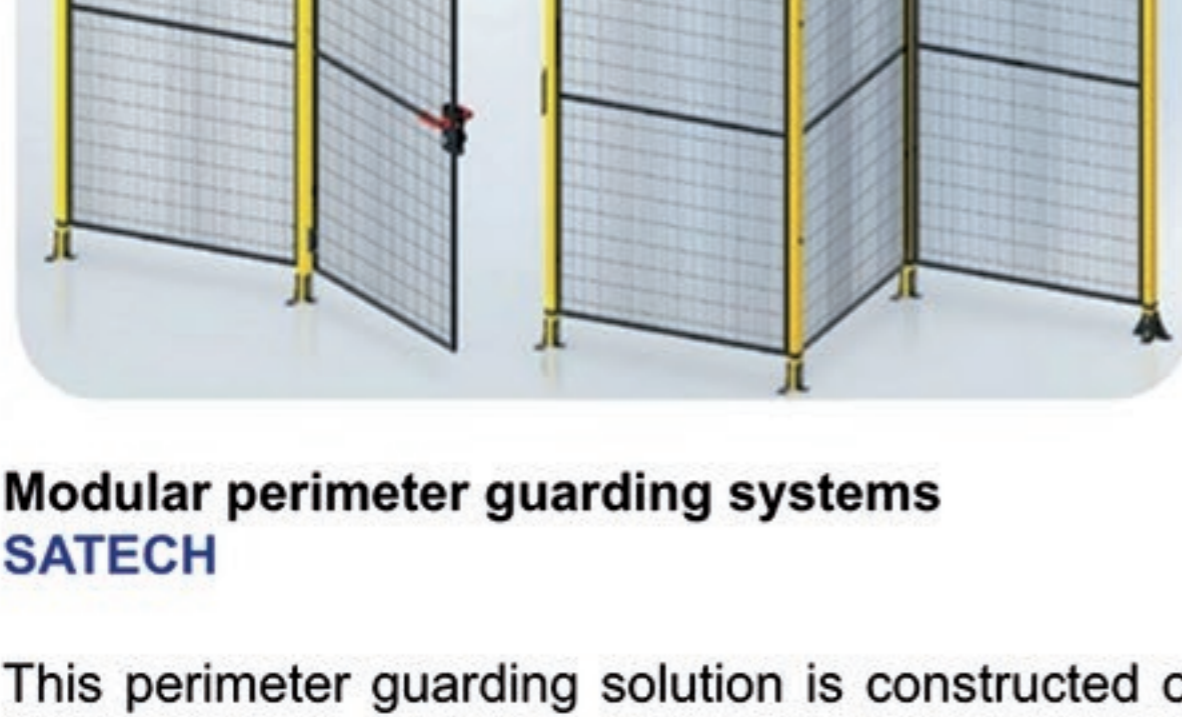 Modular perimeter guarding systems
SATECH
This perimeter guarding solution is constructed